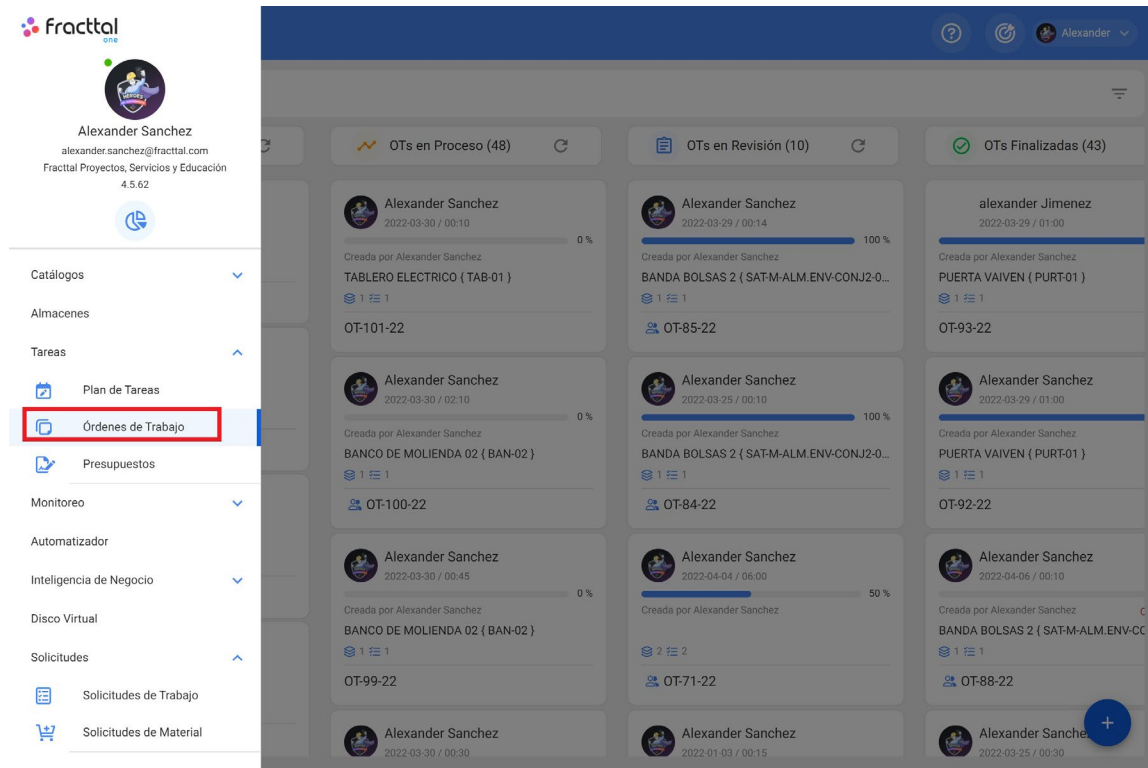 fracttal
one
Alexander Sanchez
alexander.sanchez@fracttal.com
Fracttal Proyectos, Servicios y Educación
4.5.62
Catálogos
Almacenes
Tareas
Plan de Tareas
Órdenes de Trabajo
Presupuestos
Monitoreo
Automatizador
Inteligencia de Negocio
Disco Virtual
Solicitudes
Solicitudes de Trabajo
Solicitudes de Material
Alexander
OTs en Proceso (48)
Alexander Sanchez
2022-03-30 / 00:10
0 %
Creada por Alexander Sanchez
TABLERO ELECTRICO { TAB-01 }
1 1
OT-101-22
Alexander Sanchez
2022-03-30 / 02:10
0 %
Creada por Alexander Sanchez
BANCO DE MOLIENDA 02 { BAN-02 }
1 1
OT-100-22
Alexander Sanchez
2022-03-30 / 00:45
0 %
Creada por Alexander Sanchez
BANCO DE MOLIENDA 02 { BAN-02 }
1 1
OT-99-22
Alexander Sanchez
2022-03-30 / 00:30
OTs en Revisión (10)
Alexander Sanchez
2022-03-29 / 00:14
100 %
Creada por Alexander Sanchez
BANDA BOLSAS 2 { SAT-M-ALM.ENV-CONJ2-0...
1 1
OT-85-22
Alexander Sanchez
2022-03-25 / 00:10
100 %
Creada por Alexander Sanchez
BANDA BOLSAS 2 { SAT-M-ALM.ENV-CONJ2-0...
1 1
OT-84-22
Alexander Sanchez
2022-04-04 / 06:00
50 %
Creada por Alexander Sanchez
2 2
OT-71-22
Alexander Sanchez
2022-01-03 / 00:15
OTs Finalizadas (43)
alexander Jimenez
2022-03-29 / 01:00
Creada por Alexander Sanchez
PUERTA VAIVEN { PURT-01 }
1 1
OT-93-22
Alexander Sanchez
2022-03-29 / 01:00
Creada por Alexander Sanchez
PUERTA VAIVEN { PURT-01 }
1 1
OT-92-22
Alexander Sanchez
2022-04-06 / 00:10
Creada por Alexander Sanchez
BANDA BOLSAS 2 { SAT-M-ALM.ENV-CO
1 1
OT-88-22
Alexander Sanche
2022-03-25 / 00:30